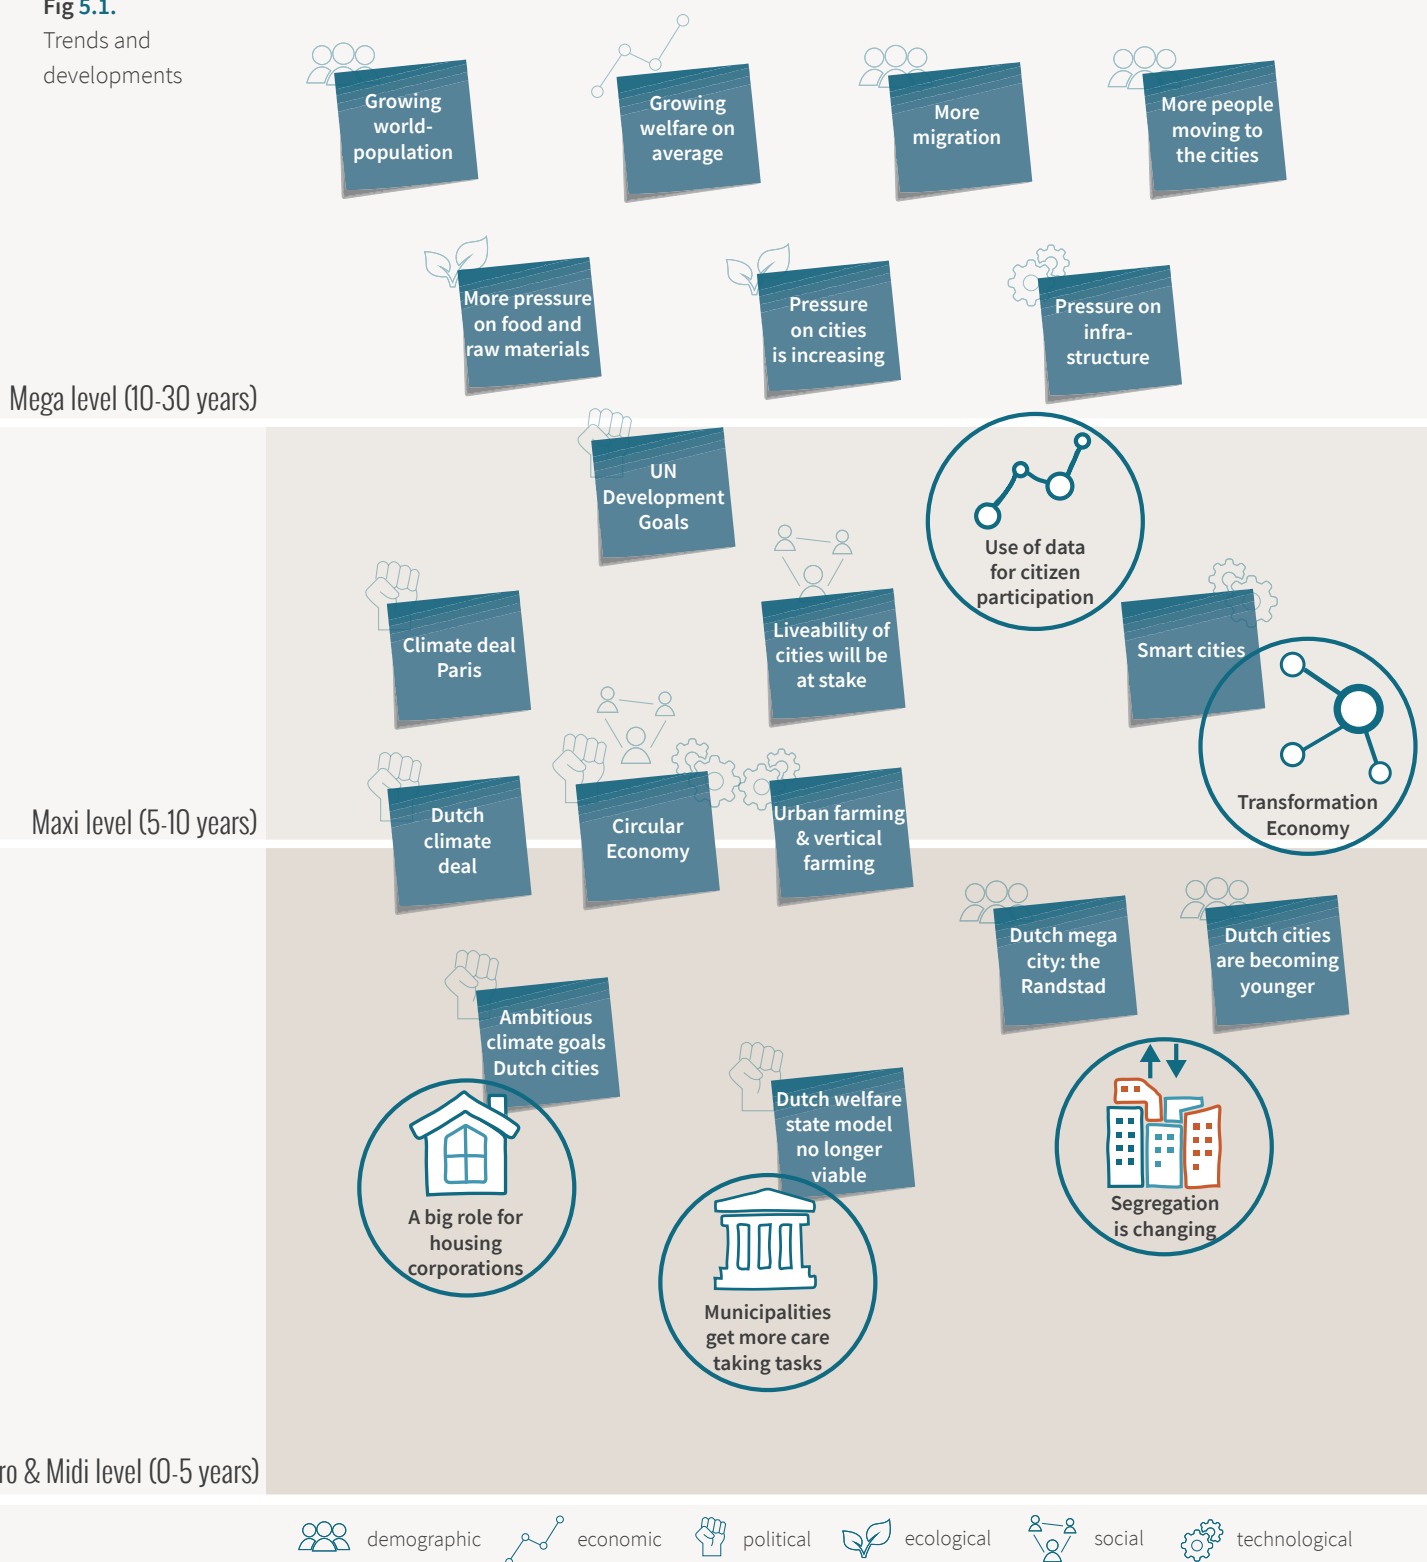 Fig 5.1.
Trends and
developments
Growing
world-
population
Growing
welfare on
average
More
migration
More people
moving to
the cities
More pressure
on food and
raw materials
Pressure
on cities
is increasing
Pressure on
infra-
structure
Mega level (10-30 years)
UN
Development
Goals
Use of data
for citizen
participation
Climate deal
Paris
Liveability of
cities will be
at stake
Smart cities
Transformation
Economy
Maxi level (5-10 years)
Dutch
climate
deal
Circular
Economy
Urban farming
& vertical
farming
Dutch mega
city: the
Randstad
Dutch cities
are becoming
younger
Ambitious
climate goals
Dutch cities
Dutch welfare
state model
no longer
viable
A big role for
housing
corporations
Municipalities
get more care
taking tasks
Segregation
is changing
ro & Midi level (0-5 years)
demographic economic political ecological social technological